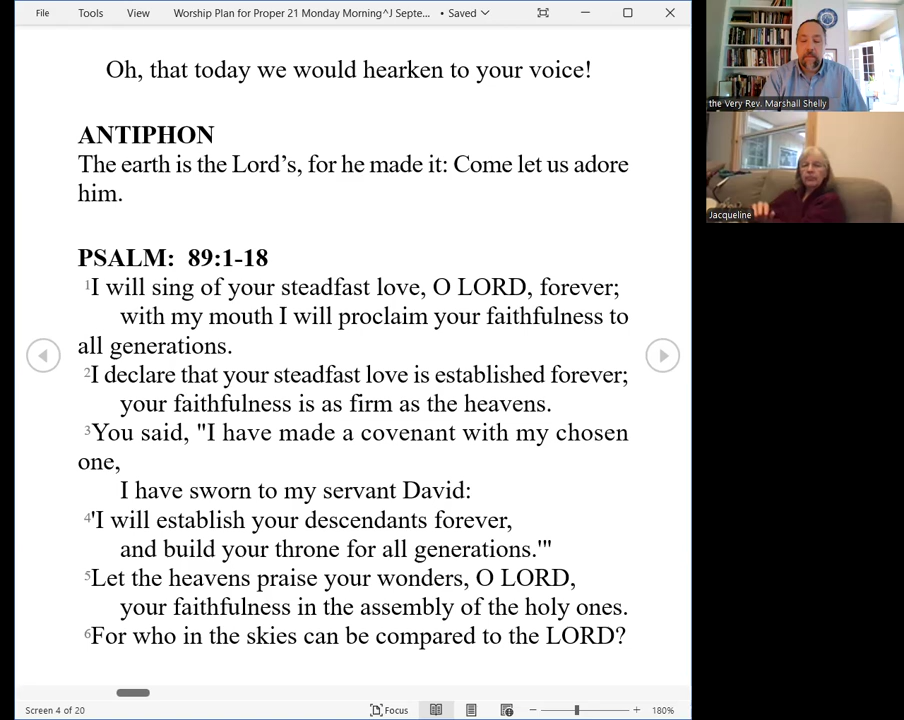 File Tools View Worship Plan for Proper 21 Monday Morning^J Septe... • Saved
Oh, that today we would hearken to your voice!
ANTIPHON
The earth is the Lord's, for he made it: Come let us adore
him.
PSALM: 89:1-18
1I will sing of your steadfast love, O LORD, forever;
with my mouth I will proclaim your faithfulness to
all generations.
2I declare that your steadfast love is established forever;
your faithfulness is as firm as the heavens.
3You said, "I have made a covenant with my chosen
one,
I have sworn to my servant David:
4'I will establish your descendants forever,
and build your throne for all generations.'"
5Let the heavens praise your wonders, O LORD,
your faithfulness in the assembly of the holy ones.
6For who in the skies can be compared to the LORD?
Screen 4 of 20 Focus 180%
the Very Rev. Marshall Shelly
Jacqueline